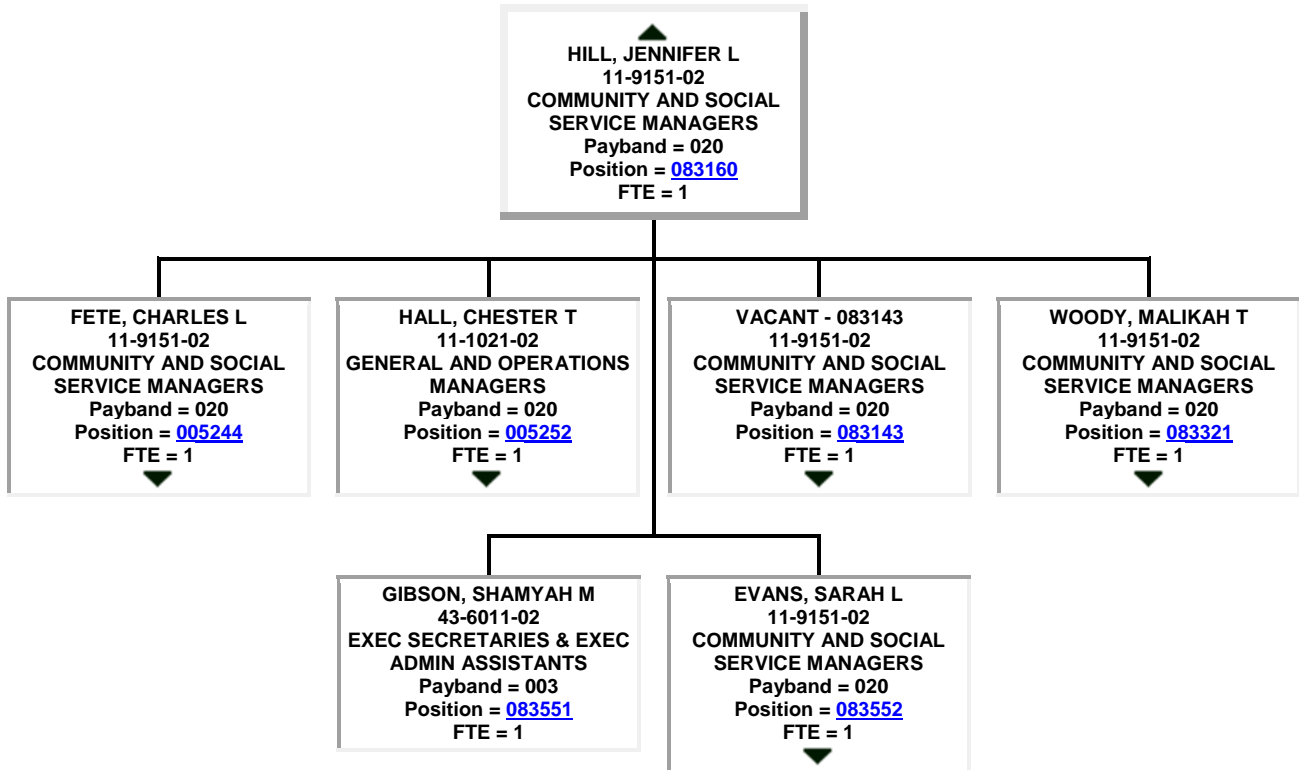 HILL, JENNIFER L
11-9151-02
COMMUNITY AND SOCIAL
SERVICE MANAGERS
Payband = 020
Position = 083160
FTE = 1
FETE, CHARLES L
11-9151-02
COMMUNITY AND SOCIAL
SERVICE MANAGERS
Payband = 020
Position = 005244
FTE = 1
HALL, CHESTER T
11-1021-02
GENERAL AND OPERATIONS
MANAGERS
Payband = 020
Position = 005252
FTE = 1
VACANT - 083143
11-9151-02
COMMUNITY AND SOCIAL
SERVICE MANAGERS
Payband = 020
Position = 083143
FTE = 1
WOODY, MALIKAH T
11-9151-02
COMMUNITY AND SOCIAL
SERVICE MANAGERS
Payband = 020
Position = 083321
FTE = 1
GIBSON, SHAMYAH M
43-6011-02
EXEC SECRETARIES & EXEC
ADMIN ASSISTANTS
Payband = 003
Position = 083551
FTE = 1
EVANS, SARAH L
11-9151-02
COMMUNITY AND SOCIAL
SERVICE MANAGERS
Payband = 020
Position = 083552
FTE = 1